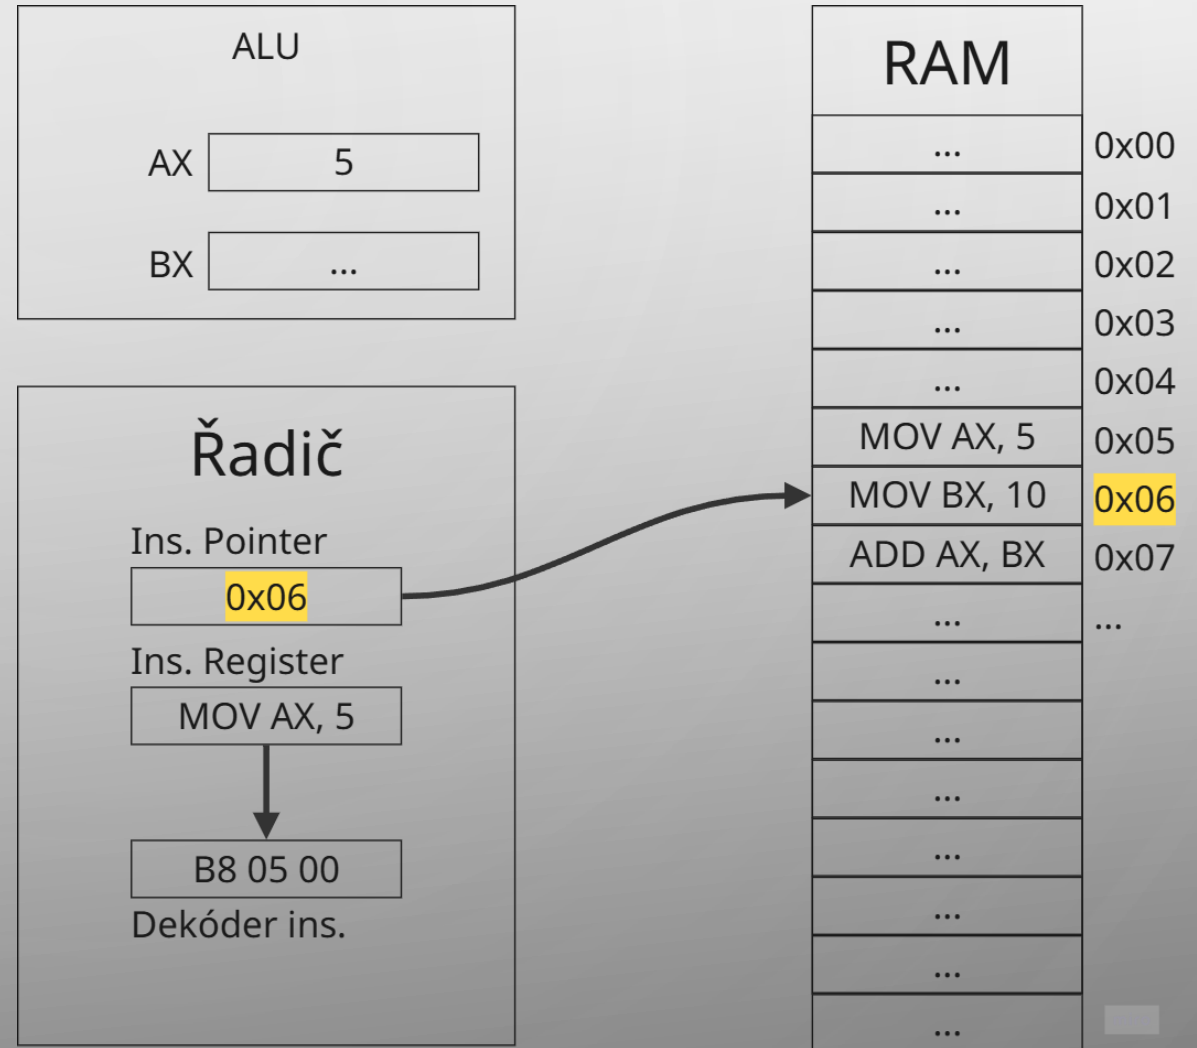 ALU
AX
5
BX
...
Řadič
Ins. Pointer
0x06
Ins. Register
MOV AX, 5
B8 05 00
Dekóder ins.
RAM
... 0x00
... 0x01
... 0x02
... 0x03
... 0x04
MOV AX, 5 0x05
MOV BX, 10 0x06
ADD AX, BX 0x07
... ...
...
...
...
...
...
...
...